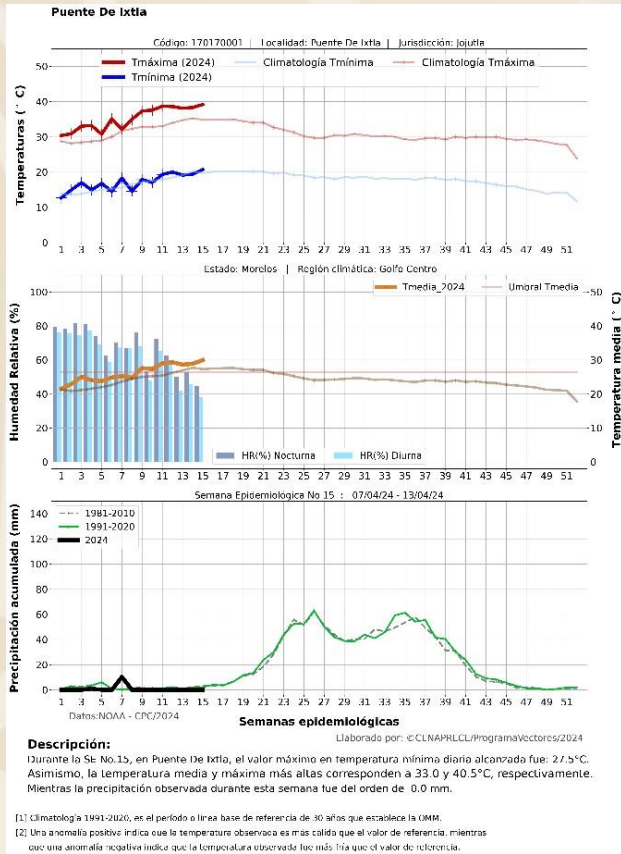 Puente De Ixtla
Código: 170170001 | Localidad: Puente De Ixtla | Jurisdicción: Jojutla
Tmáxima (2024) Climatología Tmínima Climatología Tmáxima
Tmínima (2024)
Temperaturas (° C)
50
40
30
20
10
0
1 3 5 7 9 11 13 15 17 19 21 23 25 27 29 31 33 35 37 39 41 43 45 47 49 51
Estado: Morelos | Región climática: Golfo Centro
Tmedia_2024 Umbral Tmedia
Humedad Relativa (%)
100
80
60
40
20
0
Temperatura media (° C)
50
40
30
20
10
0
HR(%) Nocturna HR(%) Diurna
1 3 5 7 9 11 13 15 17 19 21 23 25 27 29 31 33 35 37 39 41 43 45 47 49 51
Semana Epidemiológica No 15 : 07/04/24 - 13/04/24
1981-2010
1991-2020
2024
Precipitación acumulada (mm)
140
120
100
80
60
40
20
0
1 3 5 7 9 11 13 15 17 19 21 23 25 27 29 31 33 35 37 39 41 43 45 47 49 51
Datos:NOAA - CPC/2024
Semanas epidemiológicas
Elaborado por: ©CENAPRECE/ProgramaVectores/2024
Descripción:
Durante la SE No.15, en Puente De Ixtla, el valor máximo en temperatura mínima diaria alcanzada fue: 27.5°C.
Asimismo, la temperatura media y máxima más altas corresponden a 33.0 y 40.5°C, respectivamente.
Mientras la precipitación observada durante esta semana fue del orden de 0.0 mm.
[1] Climatología 1991-2020, es el período o línea base de referencia de 30 años que establece la OMM.
[2] Una anomalía positiva indica que la temperatura observada es más cálida que el valor de referencia, mientras
que una anomalía negativa indica que la temperatura observada fue más fría que el valor de referencia.